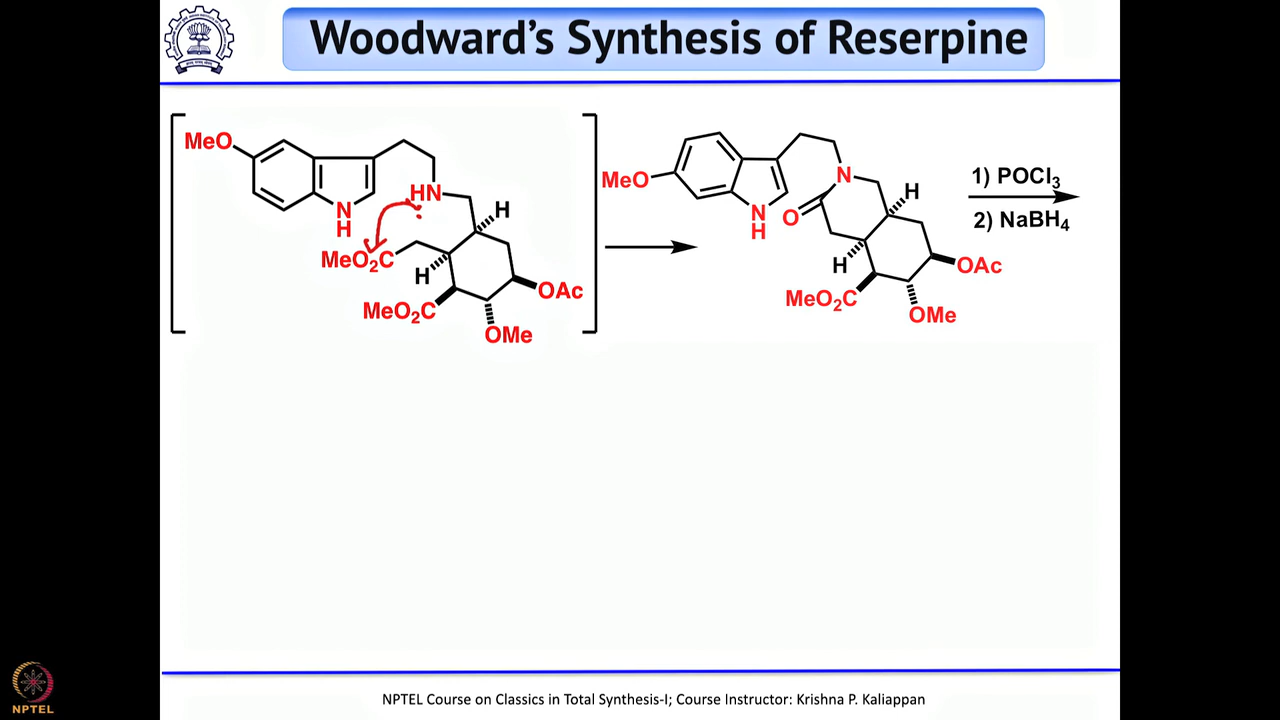 Woodward's Synthesis of Reserpine
MeO
HN
N
H
H
MeO₂C
H
OAc
MeO₂C
OMe
MeO
N
O
N
H
H
H
OAc
MeO₂C
OMe
1) POCl₃
2) NaBH₄
NPTEL
NPTEL Course on Classics in Total Synthesis-I; Course Instructor: Krishna P. Kaliappan